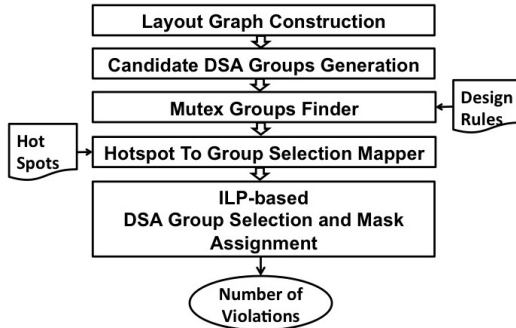 Layout Graph Construction
Candidate DSA Groups Generation
Mutex Groups Finder
Design
Rules
Hot
Spots
Hotspot To Group Selection Mapper
ILP-based
DSA Group Selection and Mask
Assignment
Number of
Violations